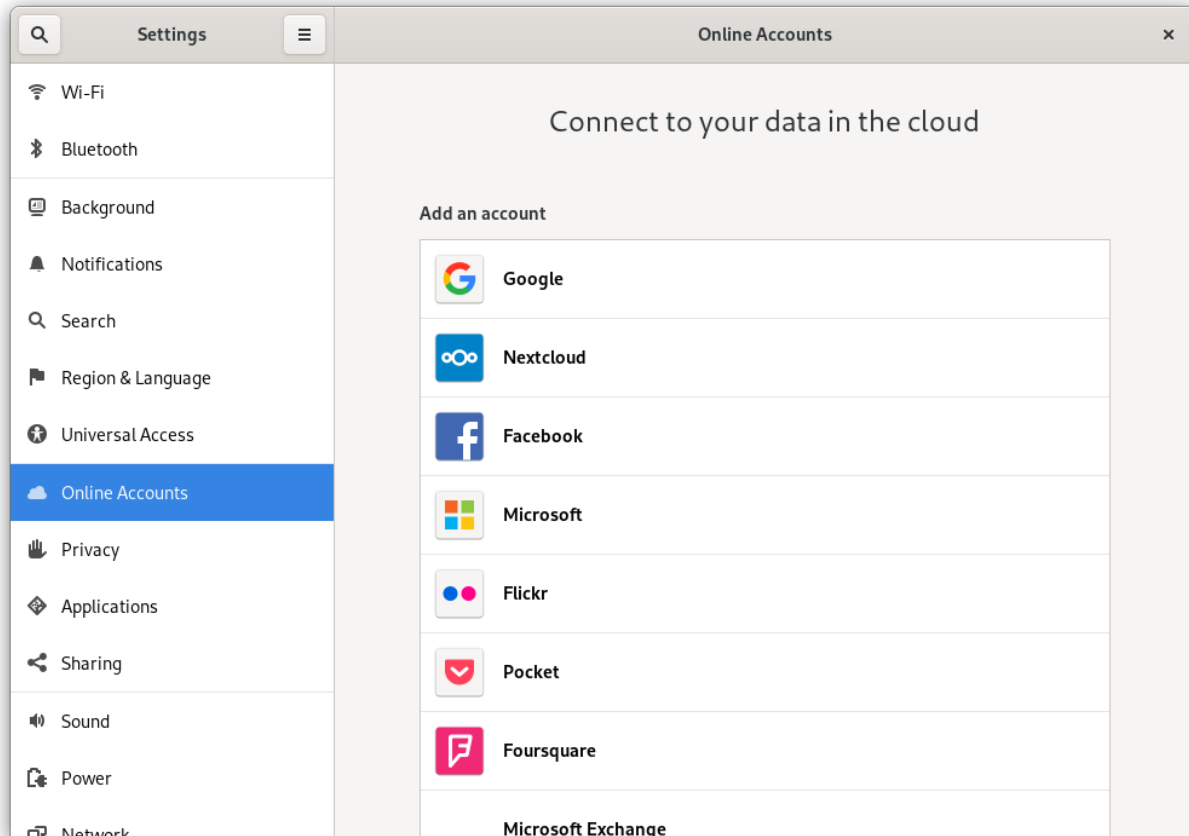 Settings
Online Accounts
Wi-Fi
Bluetooth
Background
Notifications
Search
Region & Language
Universal Access
Online Accounts
Privacy
Applications
Sharing
Sound
Power
Network
Connect to your data in the cloud
Add an account
Google
Nextcloud
Facebook
Microsoft
Flickr
Pocket
Foursquare
Microsoft Exchange